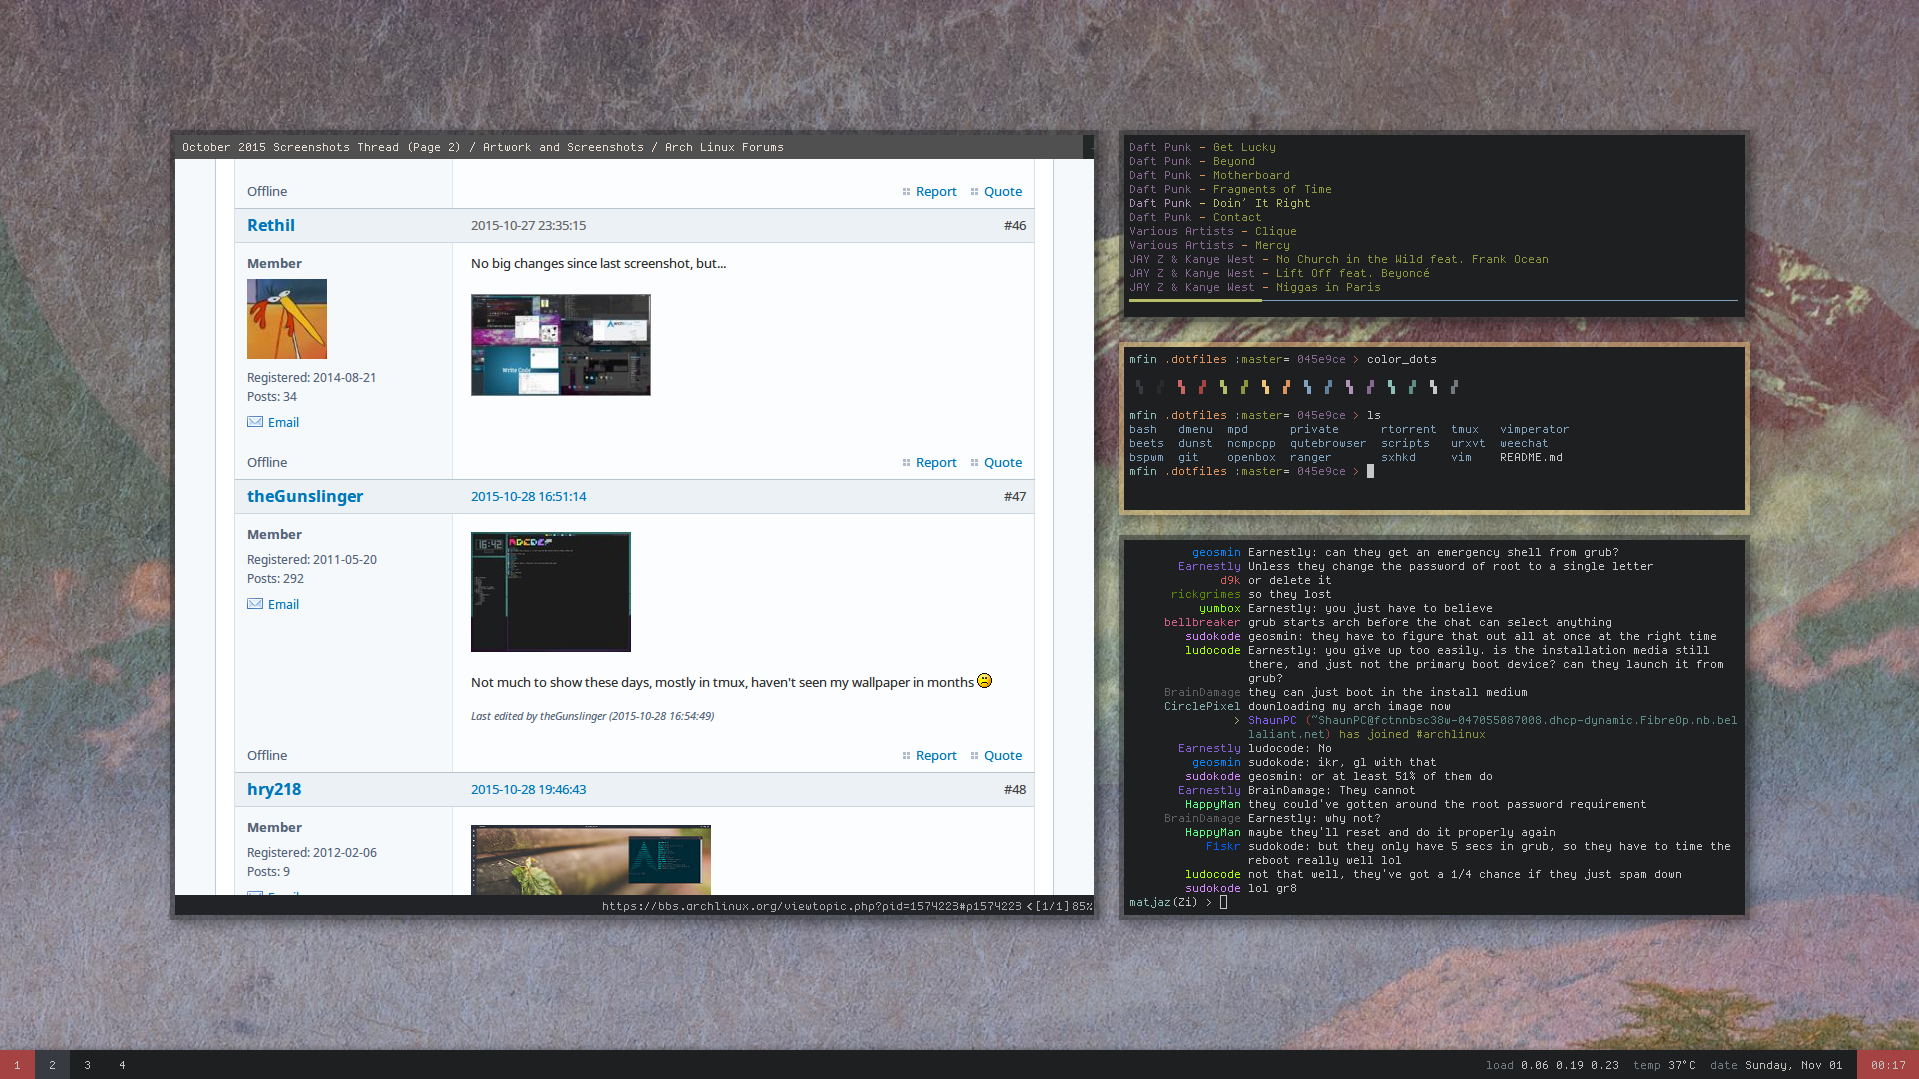 October 2015 Screenshots Thread (Page 2) / Artwork and Screenshots / Arch Linux Forums
Offline
Report Quote
Rethil 2015-10-27 23:35:15 #46
Member
No big changes since last screenshot, but...
Registered: 2014-08-21
Posts: 34
Email
Offline
Report Quote
theGunslinger 2015-10-28 16:51:14 #47
Member
Registered: 2011-05-20
Posts: 292
Email
16:42
Not much to show these days, mostly in tmux, haven't seen my wallpaper in months
Last edited by theGunslinger (2015-10-28 16:54:49)
Offline
Report Quote
hry218 2015-10-28 19:46:43 #48
Member
Registered: 2012-02-06
Posts: 9
Email
https://bbs.archlinux.org/viewtopic.php?pid=1574223#p1574223 <[1/1]85%
Daft Punk - Get Lucky
Daft Punk - Beyond
Daft Punk - Motherboard
Daft Punk - Fragments of Time
Daft Punk - Doin' It Right
Daft Punk - Contact
Various Artists - Clique
Various Artists - Mercy
JAY Z & Kanye West - No Church in the Wild feat. Frank Ocean
JAY Z & Kanye West - Lift Off feat. Beyoncé
JAY Z & Kanye West - Niggas in Paris
mfin .dotfiles :master= 045e9ce > color_dots
mfin .dotfiles :master= 045e9ce > ls
bash dmenu mpd private rtorrent tmux vimperator
beets dunst ncmpcpp qutebrowser scripts urxvt weechat
bspwm git openbox ranger sxhkd vim README.md
mfin .dotfiles :master= 045e9ce >
geosmin Earnestly: can they get an emergency shell from grub?
Earnestly Unless they change the password of root to a single letter
d9k or delete it
rickgrimes so they lost
yumbox Earnestly: you just have to believe
bellbreaker grub starts arch before the chat can select anything
sudokode geosmin: they have to figure that out all at once at the right time
ludocode Earnestly: you give up too easily. is the installation media still
there, and just not the primary boot device? can they launch it from
grub?
BrainDamage they can just boot in the install medium
CirclePixel downloading my arch image now
> ShaunPC (~ShaunPC@fctnnbsc38w-047055087008.dhcp-dynamic.FibreOp.nb.bel
laliant.net) has joined #archlinux
Earnestly ludocode: No
geosmin sudokode: ikr, gl with that
sudokode geosmin: or at least 51% of them do
Earnestly BrainDamage: They cannot
HappyMan they could've gotten around the root password requirement
BrainDamage Earnestly: why not?
HappyMan maybe they'll reset and do it properly again
F1skr sudokode: but they only have 5 secs in grub, so they have to time the
reboot really well lol
ludocode not that well, they've got a 1/4 chance if they just spam down
sudokode lol gr8
matjaz(Zi) >
1 2 3 4
load 0.06 0.19 0.23 temp 37°C date Sunday, Nov 01 00:17